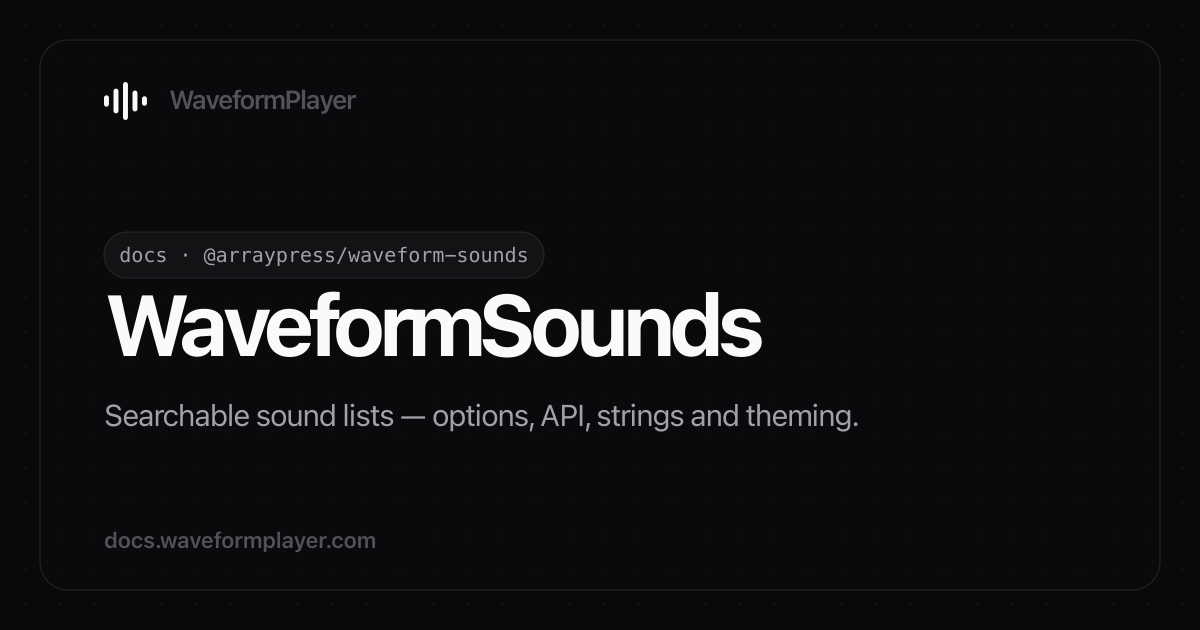 WaveformPlayer
docs · @arraypress/waveform-sounds
WaveformSounds
Searchable sound lists — options, API, strings and theming.
docs.waveformplayer.com